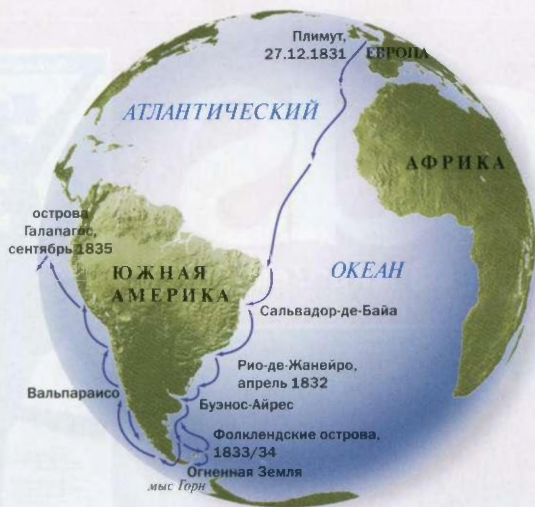 Плимут,
27.12.1831
ЕВРОПА
АТЛАНТИЧЕСКИЙ
АФРИКА
острова
Галапагос,
сентябрь 1835
ЮЖНАЯ
АМЕРИКА
ОКЕАН
Сальвадор-де-Байа
Рио-де-Жанейро,
апрель 1832
Вальпараисо
Буэнос-Айрес
Фолклендские острова,
1833/34
Огненная Земля
мыс Горн